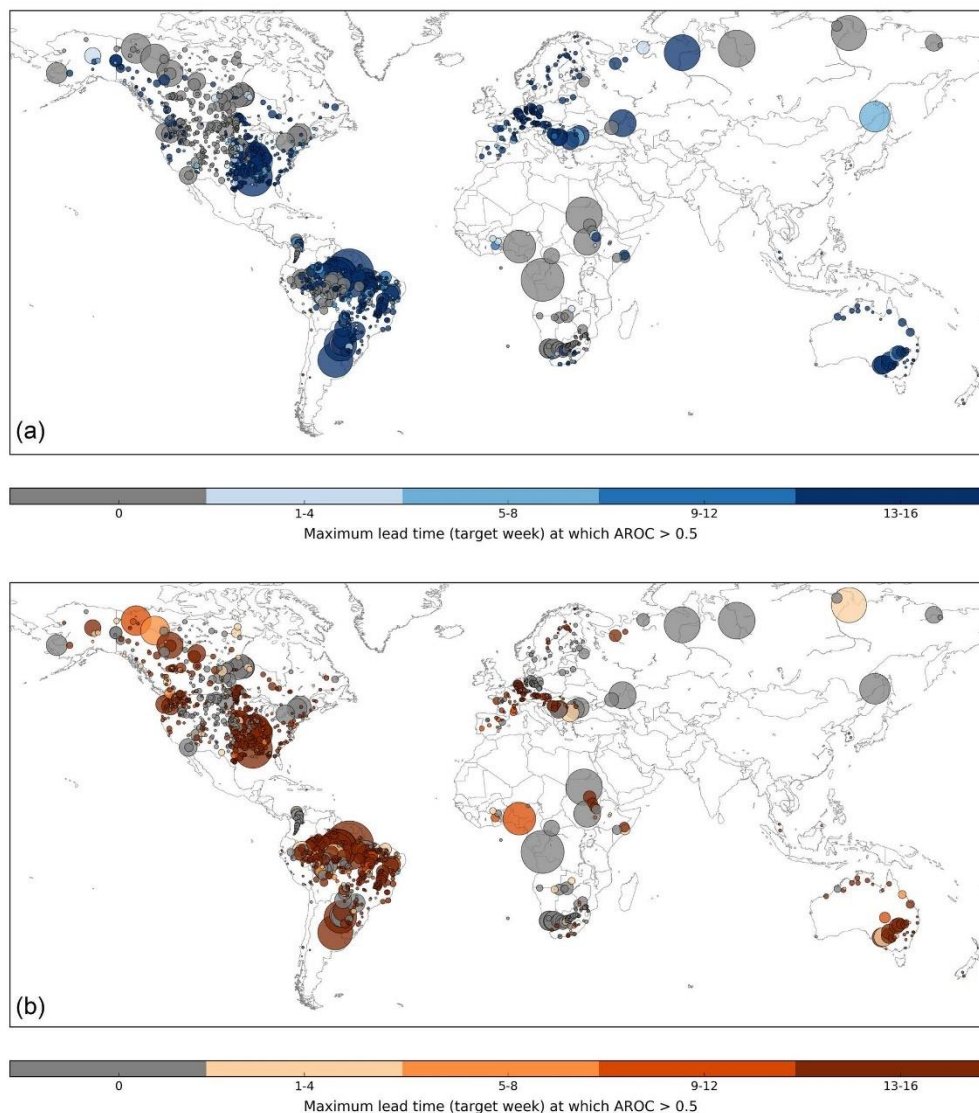 (a)
0 1-4 5-8 9-12 13-16
Maximum lead time (target week) at which AROC > 0.5
(b)
0 1-4 5-8 9-12 13-16
Maximum lead time (target week) at which AROC > 0.5